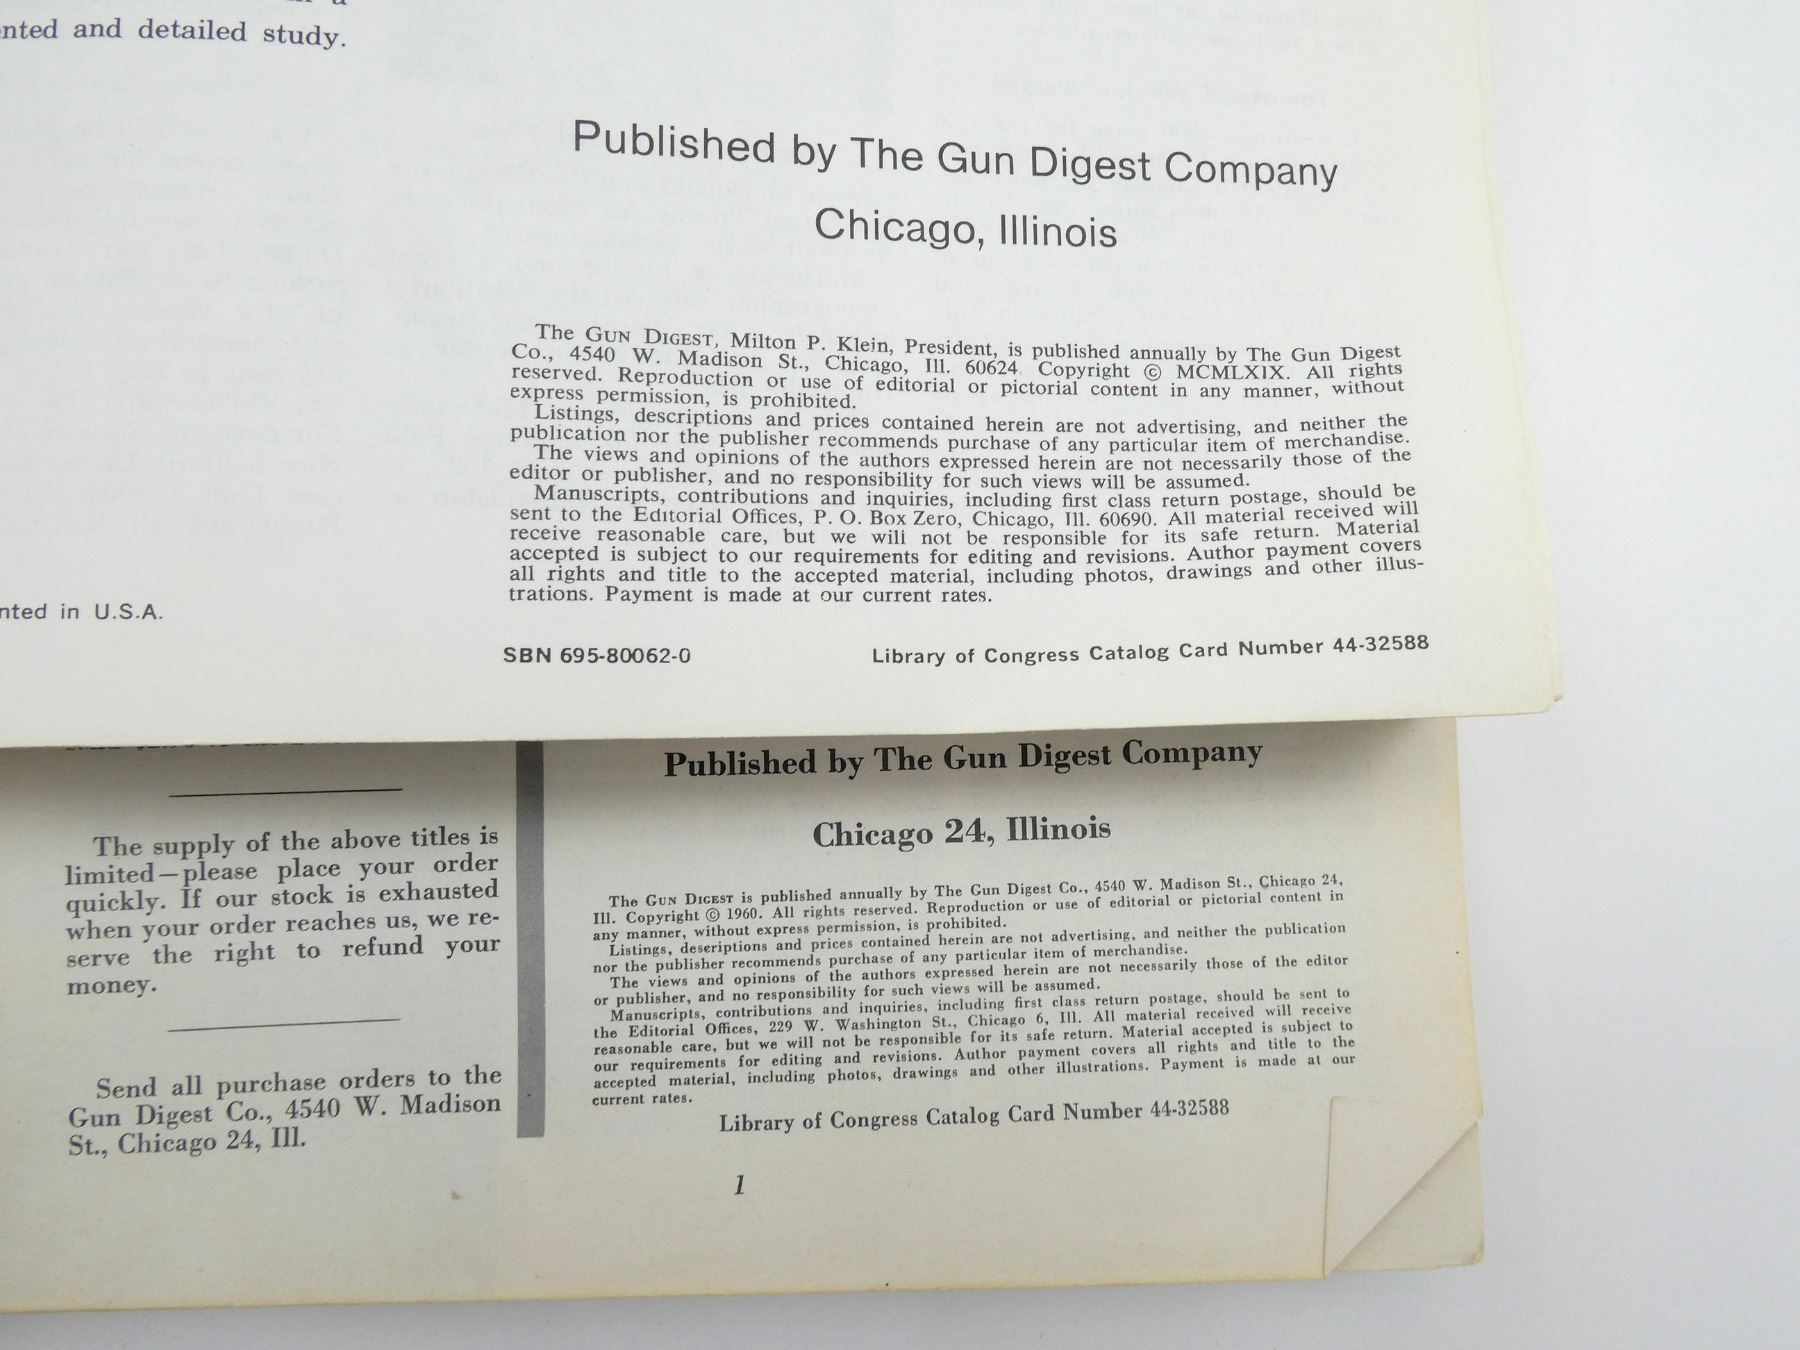 nted and detailed study.
Published by The Gun Digest Company
Chicago, Illinois
The GUN DIGEST, Milton P. Klein, President, is published annually by The Gun Digest
Co., 4540 W. Madison St., Chicago, Ill. 60624 Copyright © MCMLXIX. All rights
reserved. Reproduction or use of editorial or pictorial content in any manner, without
express permission, is prohibited.
Listings, descriptions and prices contained herein are not advertising, and neither the
publication nor the publisher recommends purchase of any particular item of merchandise.
The views and opinions of the authors expressed herein are not necessarily those of the
editor or publisher, and no responsibility for such views will be assumed.
Manuscripts, contributions and inquiries, including first class return postage, should be
sent to the Editorial Offices, P. O. Box Zero, Chicago, Ill. 60690. All material received will
receive reasonable care, but we will not be responsible for its safe return. Material
accepted is subject to our requirements for editing and revisions. Author payment covers
all rights and title to the accepted material, including photos, drawings and other illus-
trations. Payment is made at our current rates.
nted in U.S.A.
SBN 695-80062-0
Library of Congress Catalog Card Number 44-32588
The supply of the above titles is
limited—please place your order
quickly. If our stock is exhausted
when your order reaches us, we re-
serve the right to refund your
money.
Send all purchase orders to the
Gun Digest Co., 4540 W. Madison
St., Chicago 24, Ill.
Published by The Gun Digest Company
Chicago 24, Illinois
The GUN DIGEST is published annually by The Gun Digest Co., 4540 W. Madison St., Chicago 24,
Ill. Copyright © 1960. All rights reserved. Reproduction or use of editorial or pictorial content in
any manner, without express permission, is prohibited.
Listings, descriptions and prices contained herein are not advertising, and neither the publication
nor the publisher recommends purchase of any particular item of merchandise.
The views and opinions of the authors expressed herein are not necessarily those of the editor
or publisher, and no responsibility for such views will be assumed.
Manuscripts, contributions and inquiries, including first class return postage, should be sent to
the Editorial Offices, 229 W. Washington St., Chicago 6, Ill. All material received will receive
reasonable care, but we will not be responsible for its safe return. Material accepted is subject to
our requirements for editing and revisions. Author payment covers all rights and title to the
accepted material, including photos, drawings and other illustrations. Payment is made at our
current rates.
Library of Congress Catalog Card Number 44-32588
1